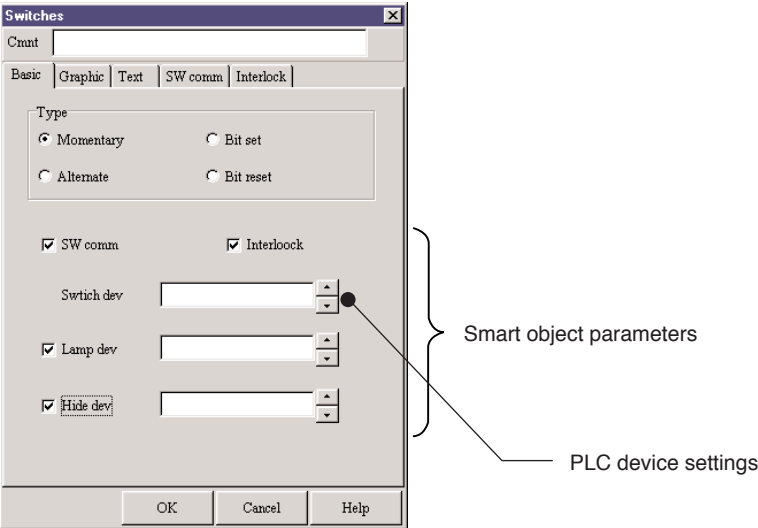 Switches
Cmnt
Basic Graphic Text SW comm Interlock
Type
Momentary Bit set
Alternate Bit reset
SW comm Interloock
Swtich dev
Smart object parameters
Lamp dev
Hide dev
PLC device settings
OK Cancel Help